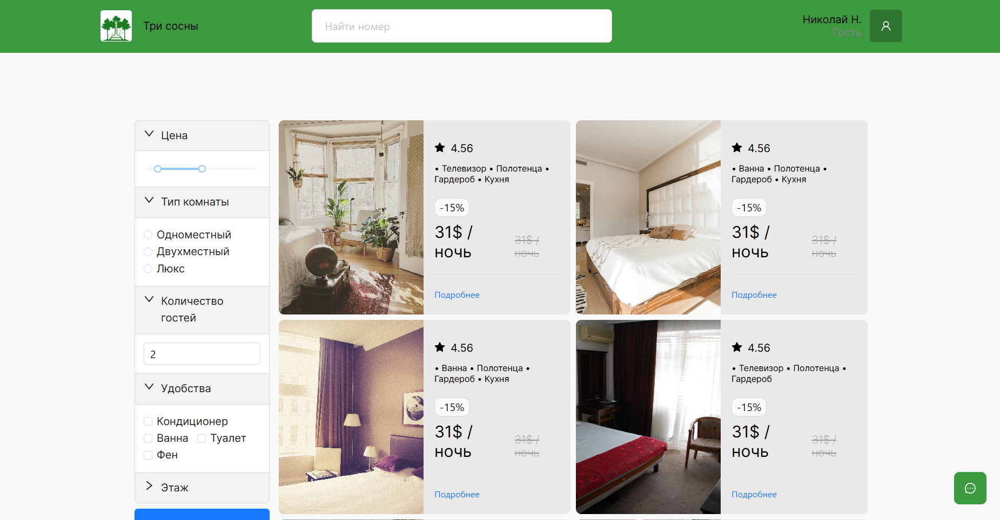 Три сосны
Найти номер
Николай Н.
Гость
Цена
Тип комнаты
Одноместный
Двухместный
Люкс
Количество
гостей
2
Удобства
Кондиционер
Ванна Туалет
Фен
Этаж
4.56
• Телевизор • Полотенца •
Гардероб • Кухня
-15%
31$ /
ночь
31$ /
ночь
Подробнее
4.56
• Ванна • Полотенца •
Гардероб • Кухня
-15%
31$ /
ночь
31$ /
ночь
Подробнее
4.56
• Ванна • Полотенца •
Гардероб • Кухня
-15%
31$ /
ночь
31$ /
ночь
Подробнее
4.56
• Телевизор • Полотенца •
Гардероб
-15%
31$ /
ночь
31$ /
ночь
Подробнее